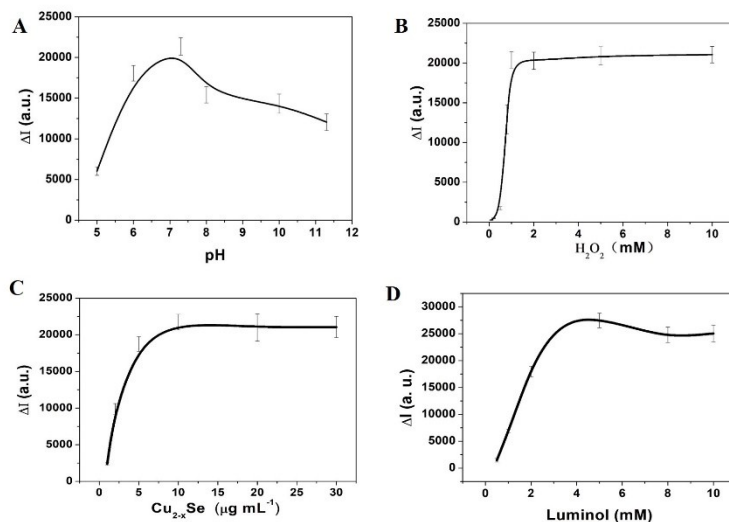 A
25000
20000
15000
10000
5000
0
ΔI (a.u.)
5 6 7 8 9 10 11 12
pH
B
25000
20000
15000
10000
5000
0
ΔI (a.u.)
0 2 4 6 8 10
H₂O₂ (mM)
C
25000
20000
15000
10000
5000
0
ΔI (a.u.)
0 5 10 15 20 25 30
Cu₂₋ₓSe (μg mL⁻¹)
D
30000
25000
20000
15000
10000
5000
0
ΔI (a. u.)
0 2 4 6 8 10
Luminol (mM)